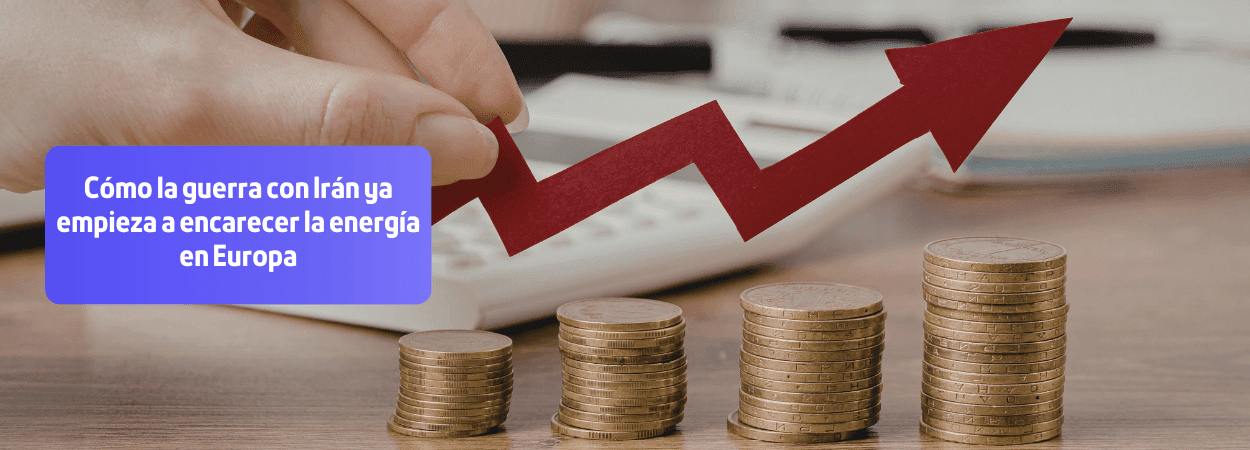 Cómo la guerra con Irán ya
empieza a encarecer la energía
en Europa